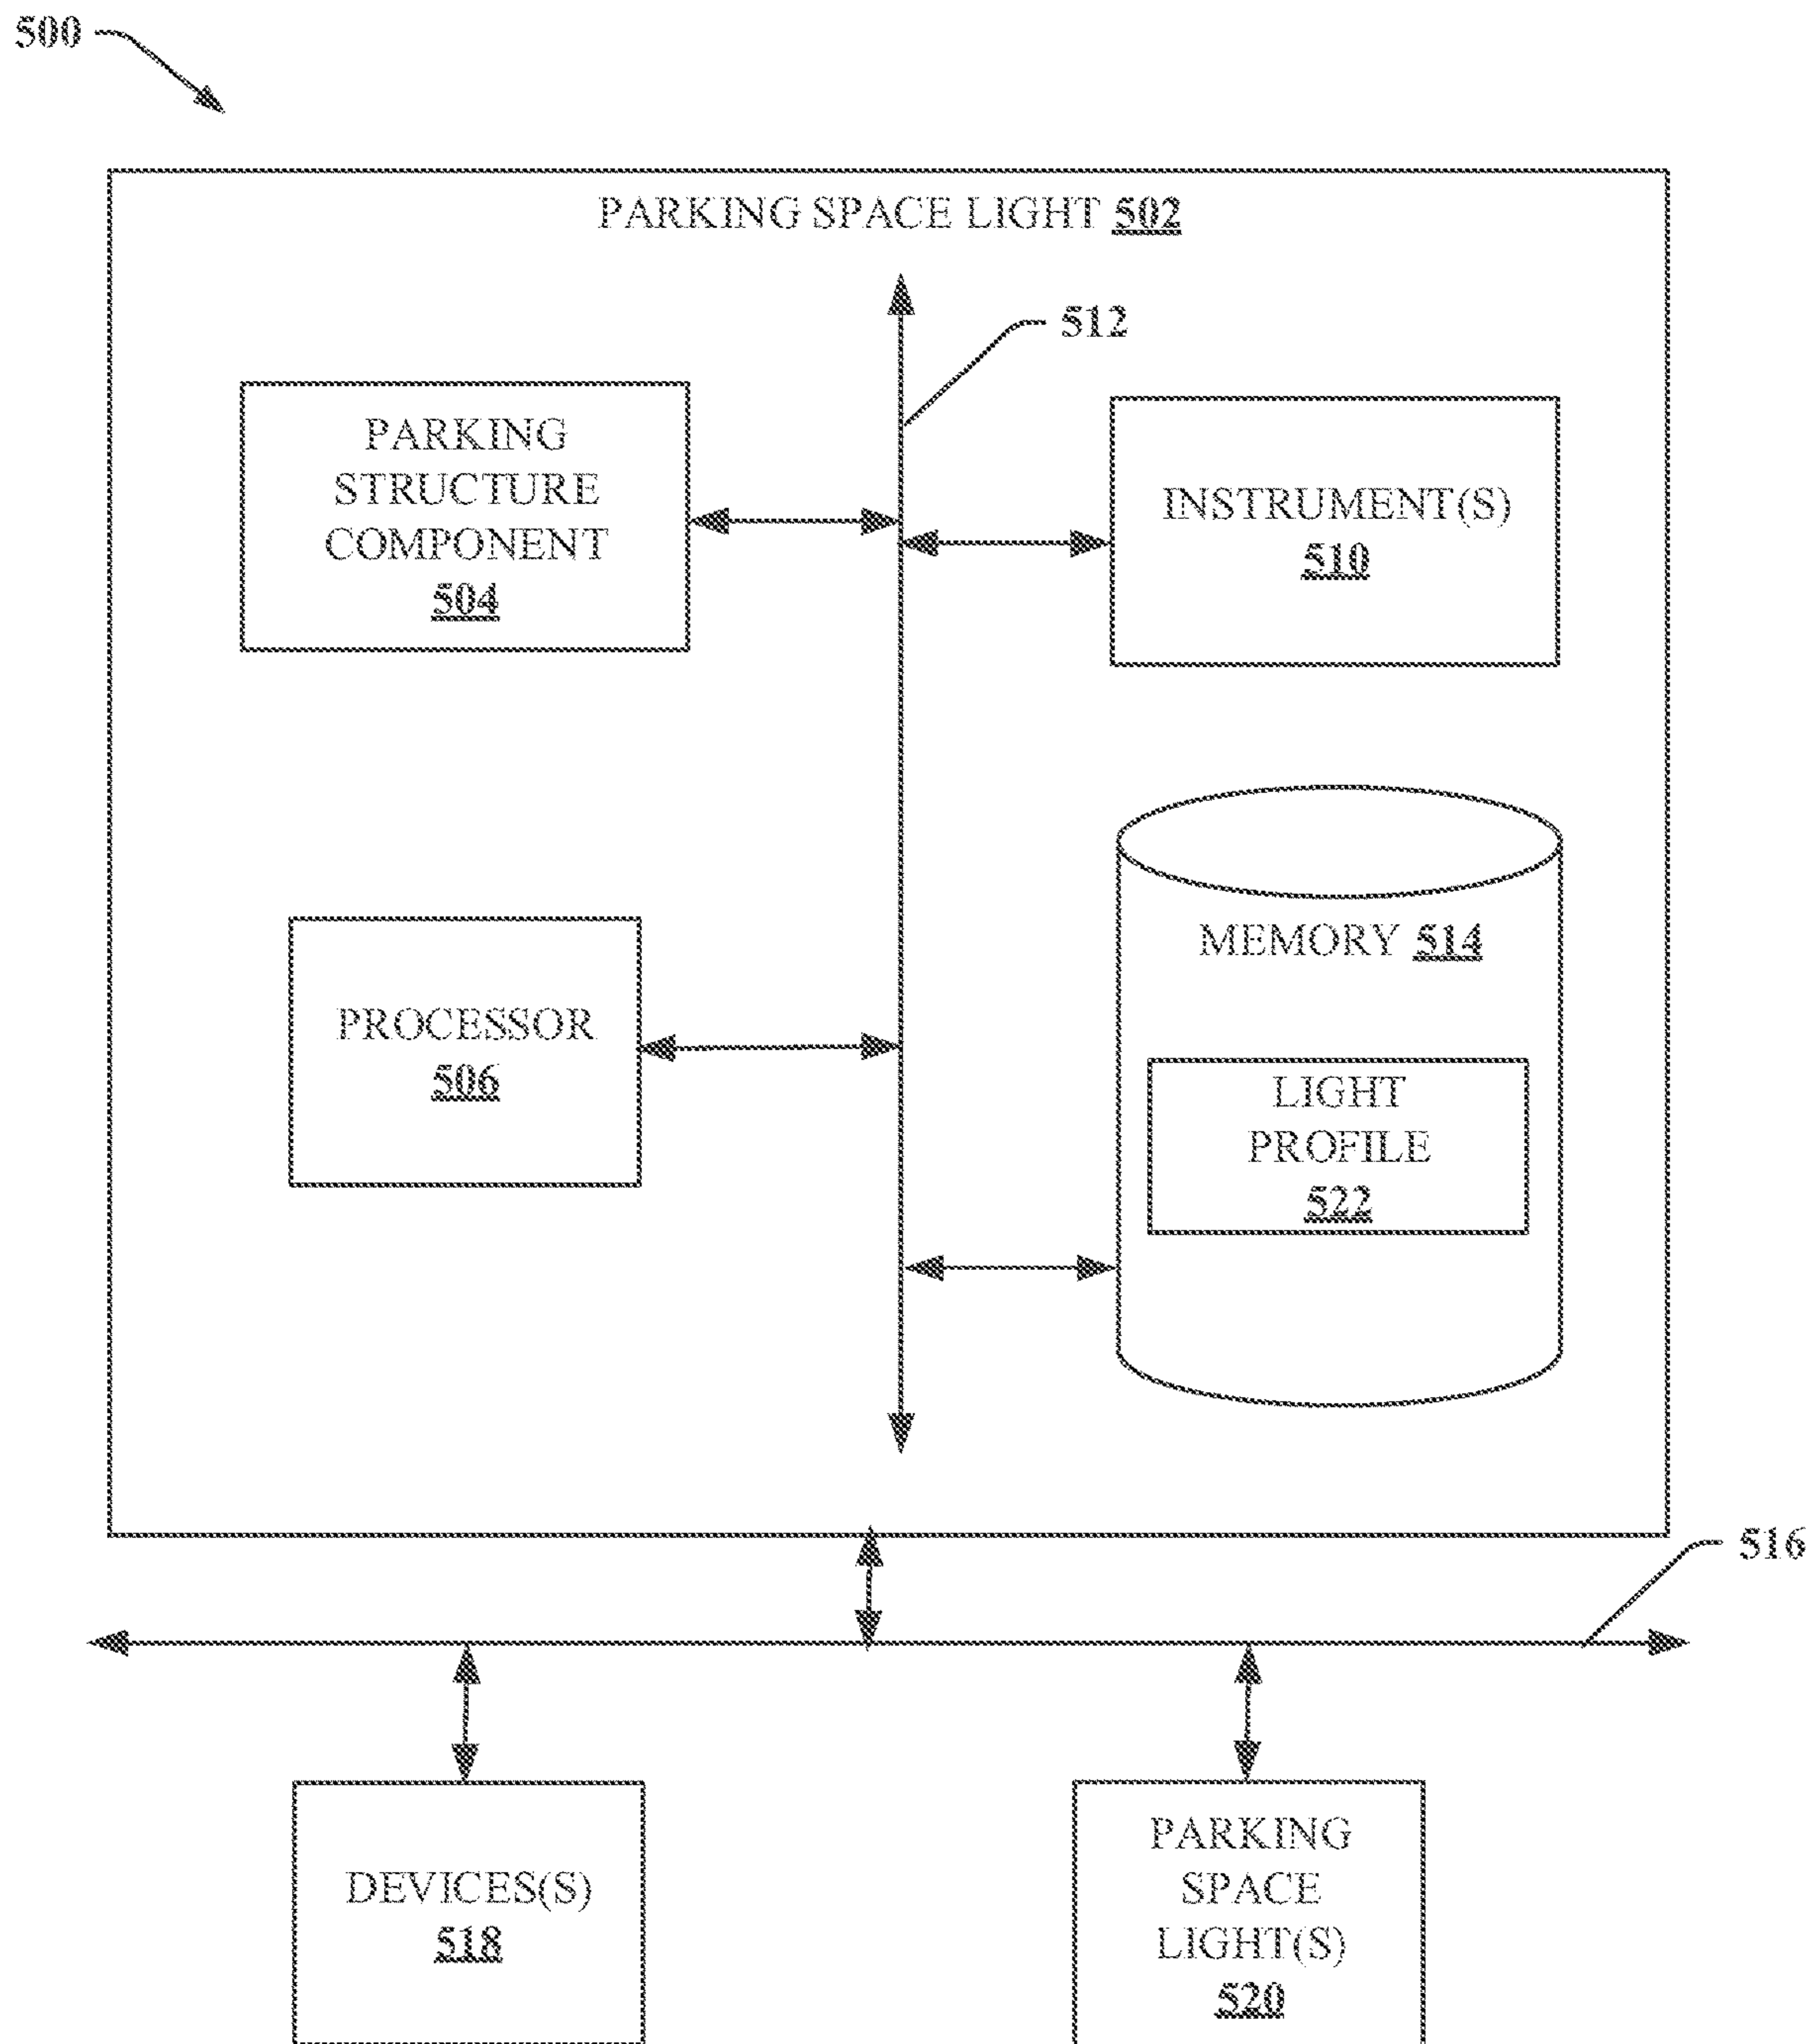 500
PARKING SPACE LIGHT 502
512
PARKING
STRUCTURE
COMPONENT
504
INSTRUMENT(S)
510
MEMORY 514
PROCESSOR
506
LIGHT
PROFILE
522
516
DEVICES(S)
518
PARKING
SPACE
LIGHT(S)
520